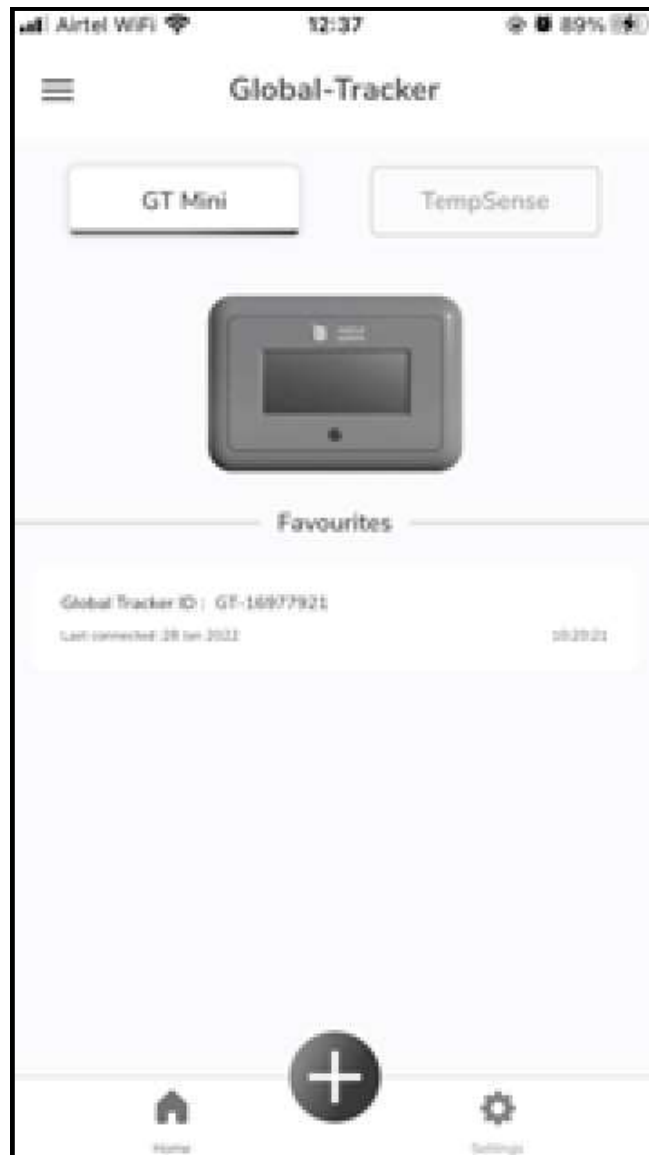 Airtel WiFi 12:37 89%
Global-Tracker
GT Mini TempSense
Favourites
Global Tracker ID : GT-16977921
Last connected: 28 Jan 2022 10:20:21
Home Settings